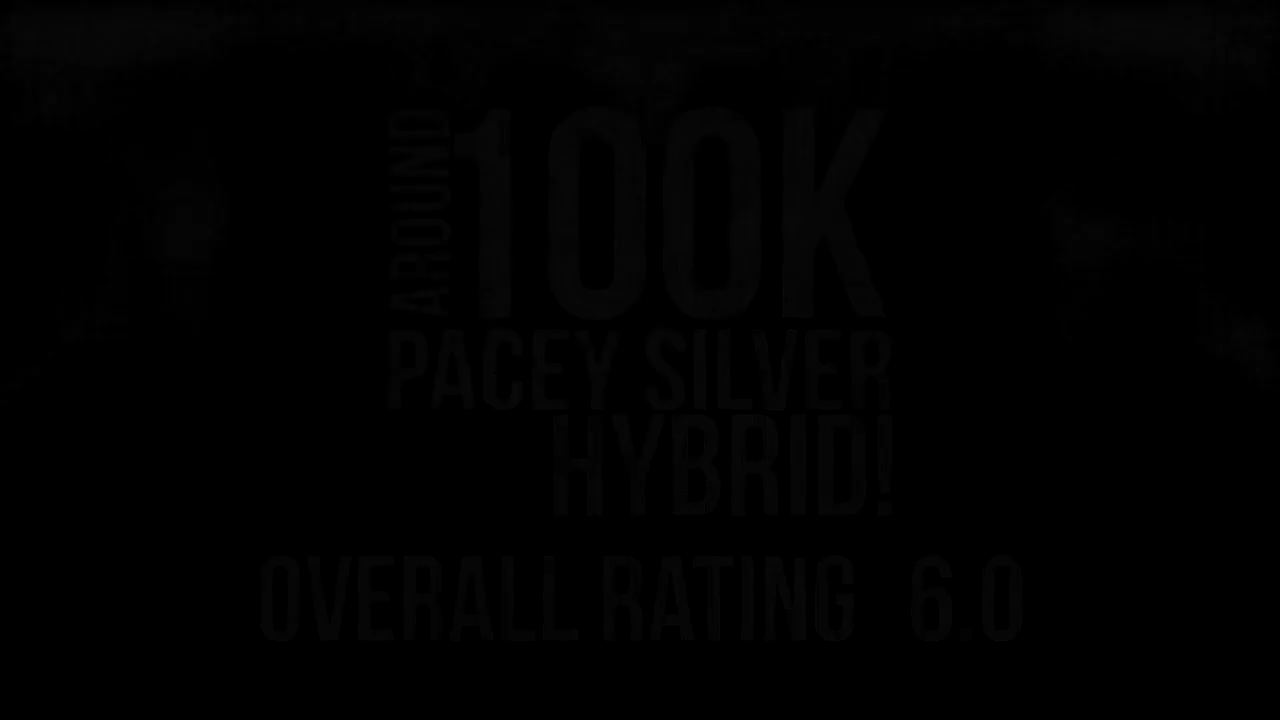 AROUND
100K
PACEY SILVER
HYBRID!
OVERALL RATING 6.0